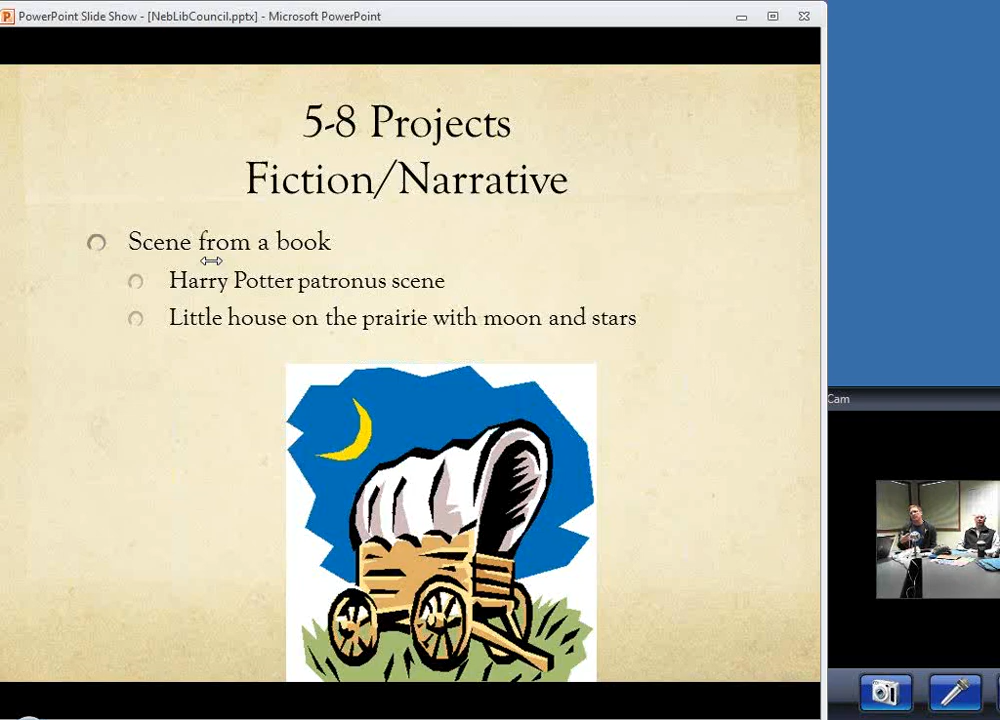 PowerPoint Slide Show - [NebLibCouncil.pptx] - Microsoft PowerPoint
5-8 Projects
Fiction/Narrative
Scene from a book
Harry Potter patronus scene
Little house on the prairie with moon and stars
Cam